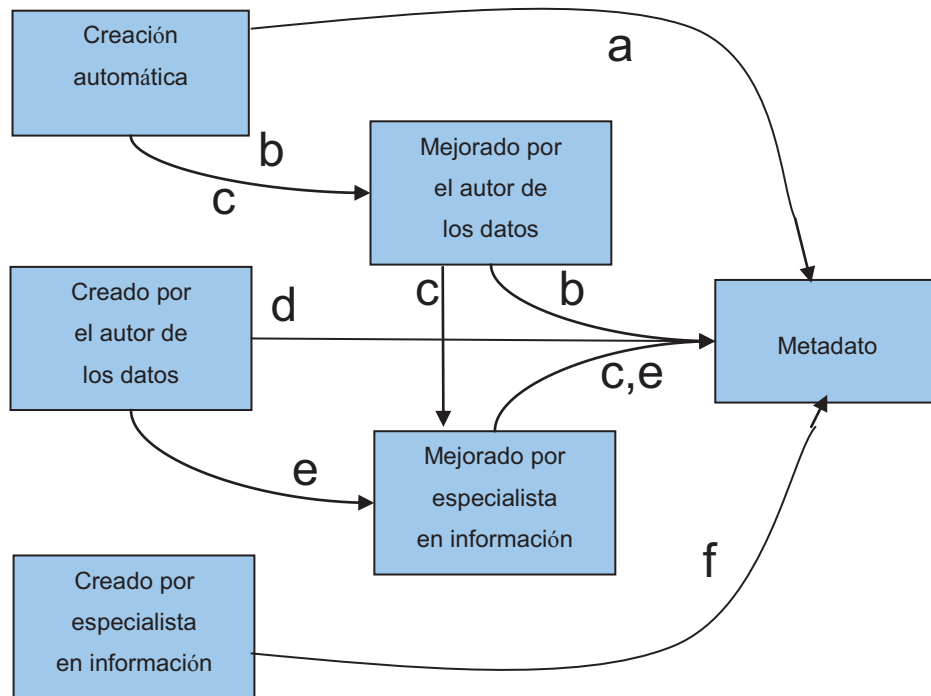 Creación
automática
a
b
c
Mejorado por
el autor de
los datos
Creado por
el autor de
los datos
d
c
b
Metadato
c,e
e
Mejorado por
especialista
en información
Creado por
especialista
en información
f